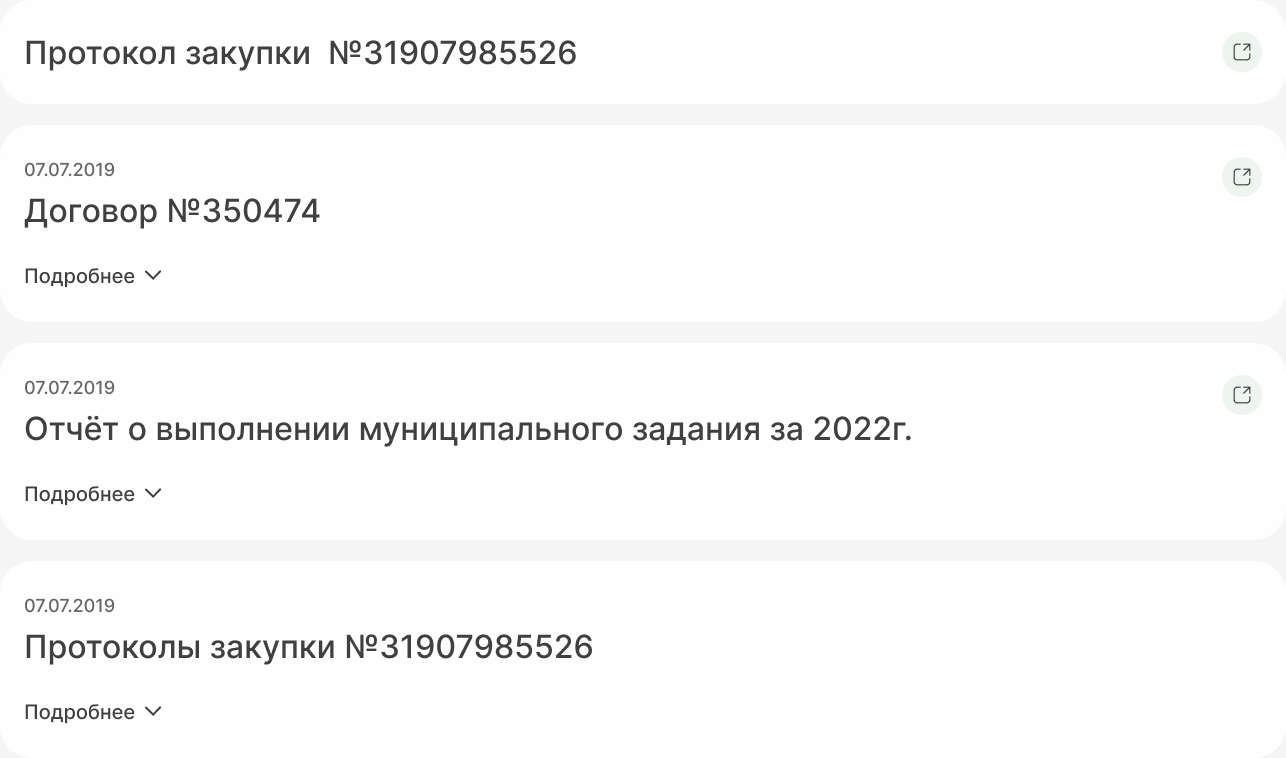 Протокол закупки  №31907985526
07.07.2019
Договор №350474
Подробнее
07.07.2019
Отчёт о выполнении муниципального задания за 2022г.
Подробнее
07.07.2019
Протоколы закупки №31907985526
Подробнее